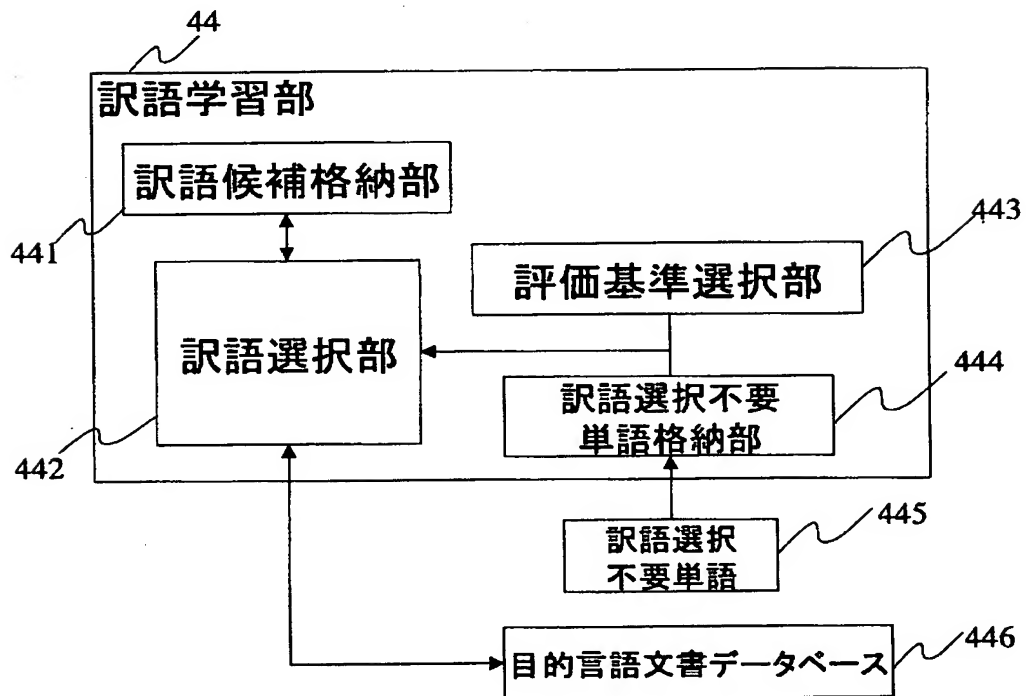 44
訳語学習部
訳語候補格納部
441
443
評価基準選択部
訳語選択部
444
訳語選択不要
単語格納部
442
445
訳語選択
不要単語
446
目的言語文書データベース